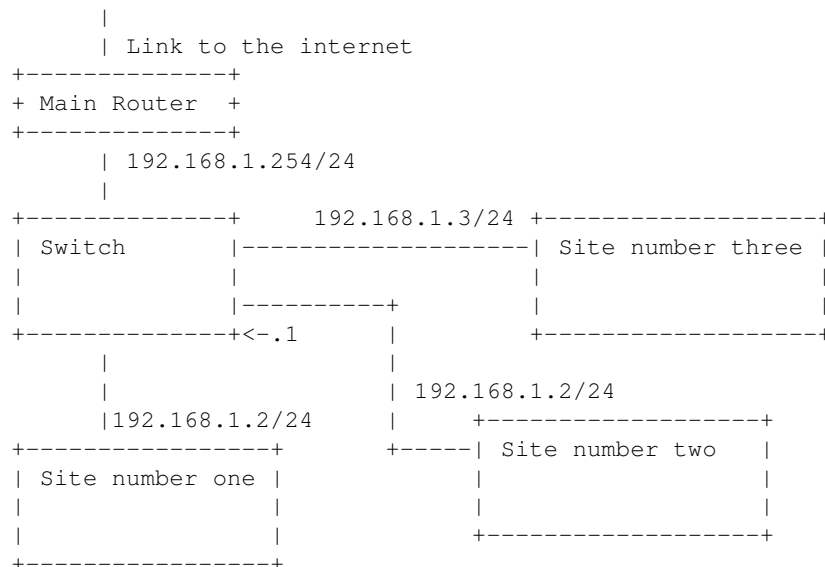 Link to the internet
Main Router
192.168.1.254/24
192.168.1.3/24
Switch
Site number three
<-.1
192.168.1.2/24
192.168.1.2/24
Site number two
Site number one